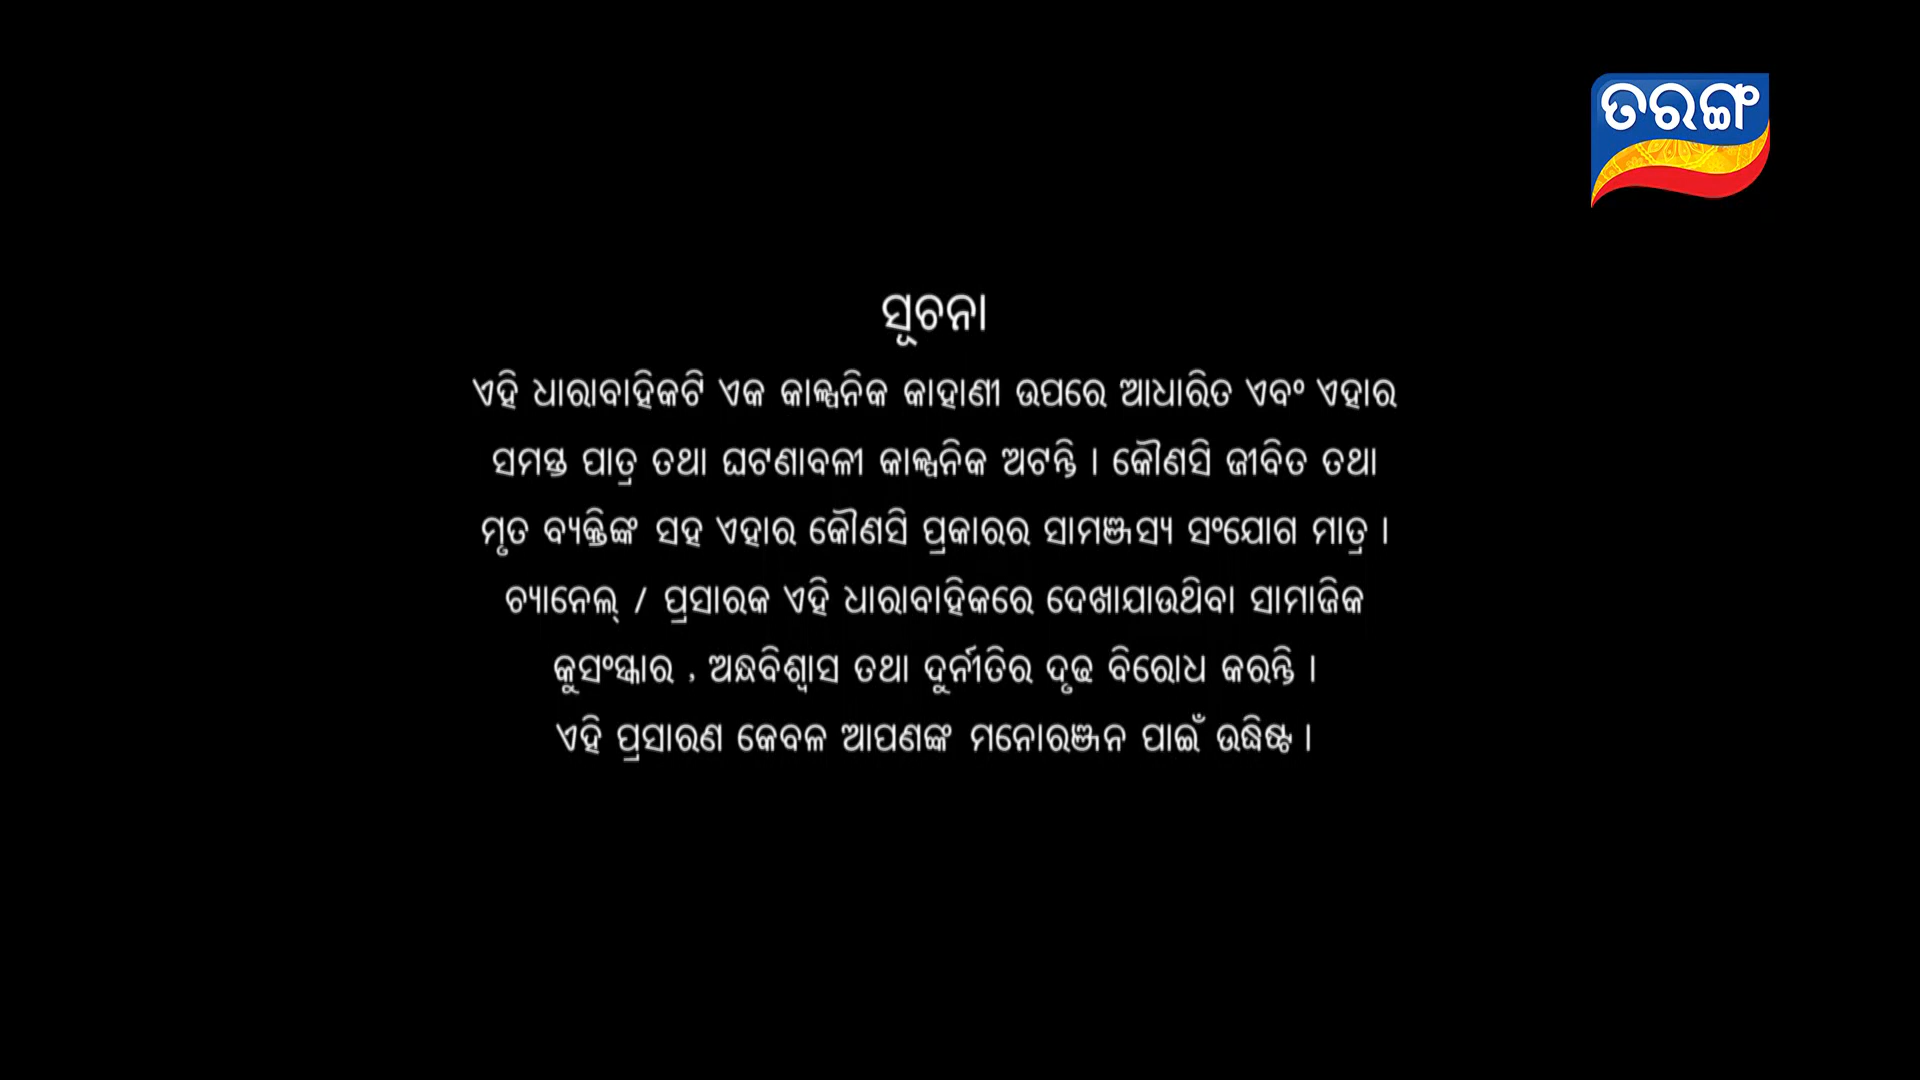 ତରଙ୍ଗ
ସୂଚନା
ଏହି ଧାରାବାହିକଟି ଏକ କାଳ୍ପନିକ କାହାଣୀ ଉପରେ ଆଧାରିତ ଏବଂ ଏହାର
ସମସ୍ତ ପାତ୍ର ତଥା ଘଟଣାବଳୀ କାଳ୍ପନିକ ଅଟନ୍ତି । କୌଣସି ଜୀବିତ ତଥା
ମୃତ ବ୍ୟକ୍ତିଙ୍କ ସହ ଏହାର କୌଣସି ପ୍ରକାରର ସାମଞ୍ଜସ୍ୟ ସଂଯୋଗ ମାତ୍ର ।
ଚ୍ୟାନେଲ୍ / ପ୍ରସାରକ ଏହି ଧାରାବାହିକରେ ଦେଖାଯାଉଥିବା ସାମାଜିକ
କୁସଂସ୍କାର , ଅନ୍ଧବିଶ୍ୱାସ ତଥା ଦୁର୍ନୀତିର ଦୃଢ ବିରୋଧ କରନ୍ତି ।
ଏହି ପ୍ରସାରଣ କେବଳ ଆପଣଙ୍କ ମନୋରଞ୍ଜନ ପାଇଁ ଉଦ୍ଧିଷ୍ଟ ।